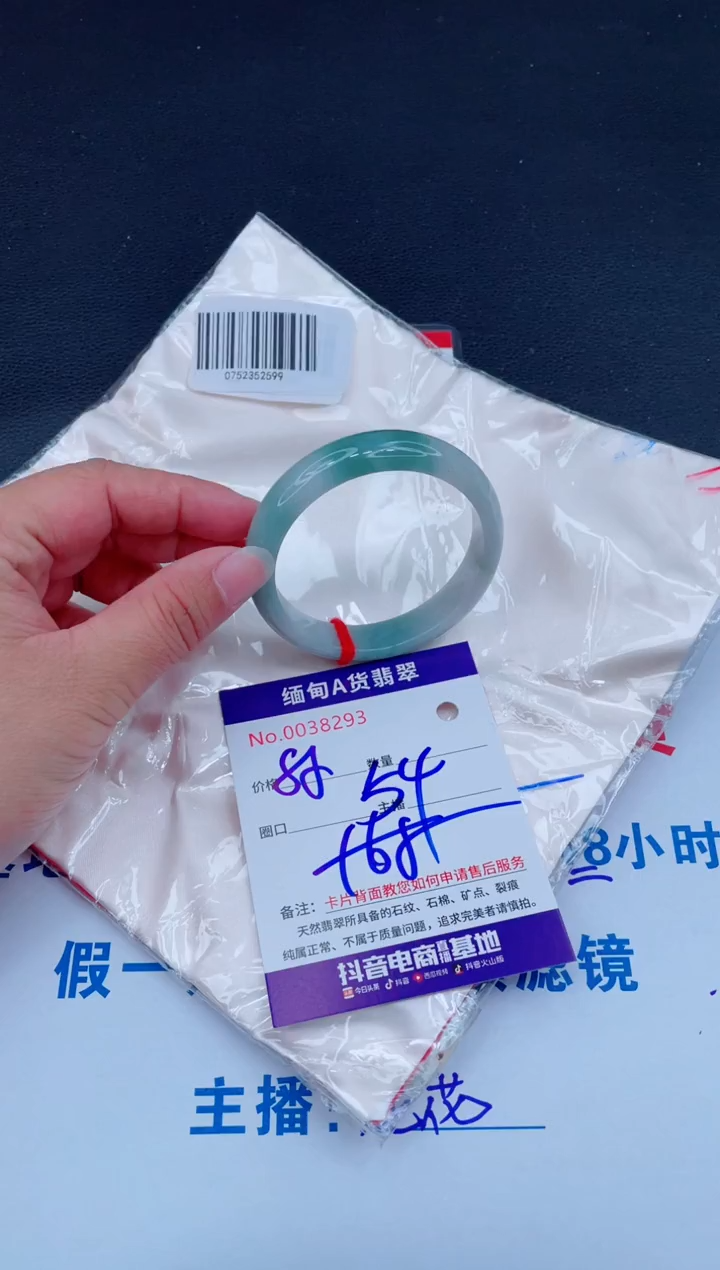 0752352599
缅甸A货翡翠
No.0038293
价格 数量
54
圈口 主播
备注：卡片背面教您如何申请售后服务
天然翡翠所具备的石纹、石棉、矿点、裂痕
纯属正常、不属于质量问题，追求完美者请慎拍。
抖音电商直播基地
今日头条 抖音 西瓜视频 抖音火山版
8小时
假一 滤镜
主播: 花